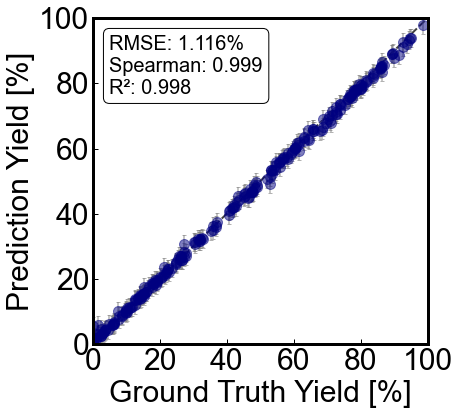 RMSE: 1.116%
Spearman: 0.999
R²: 0.998
Prediction Yield [%]
100
80
60
40
20
0
0 20 40 60 80 100
Ground Truth Yield [%]